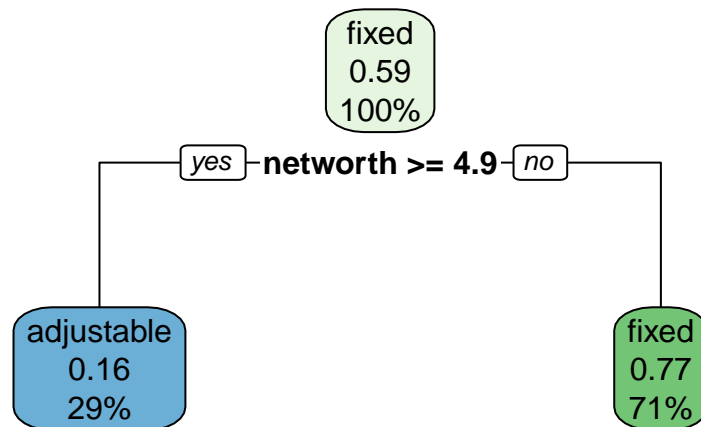 fixed
0.59
100%
yes networth >= 4.9 no
adjustable
0.16
29%
fixed
0.77
71%